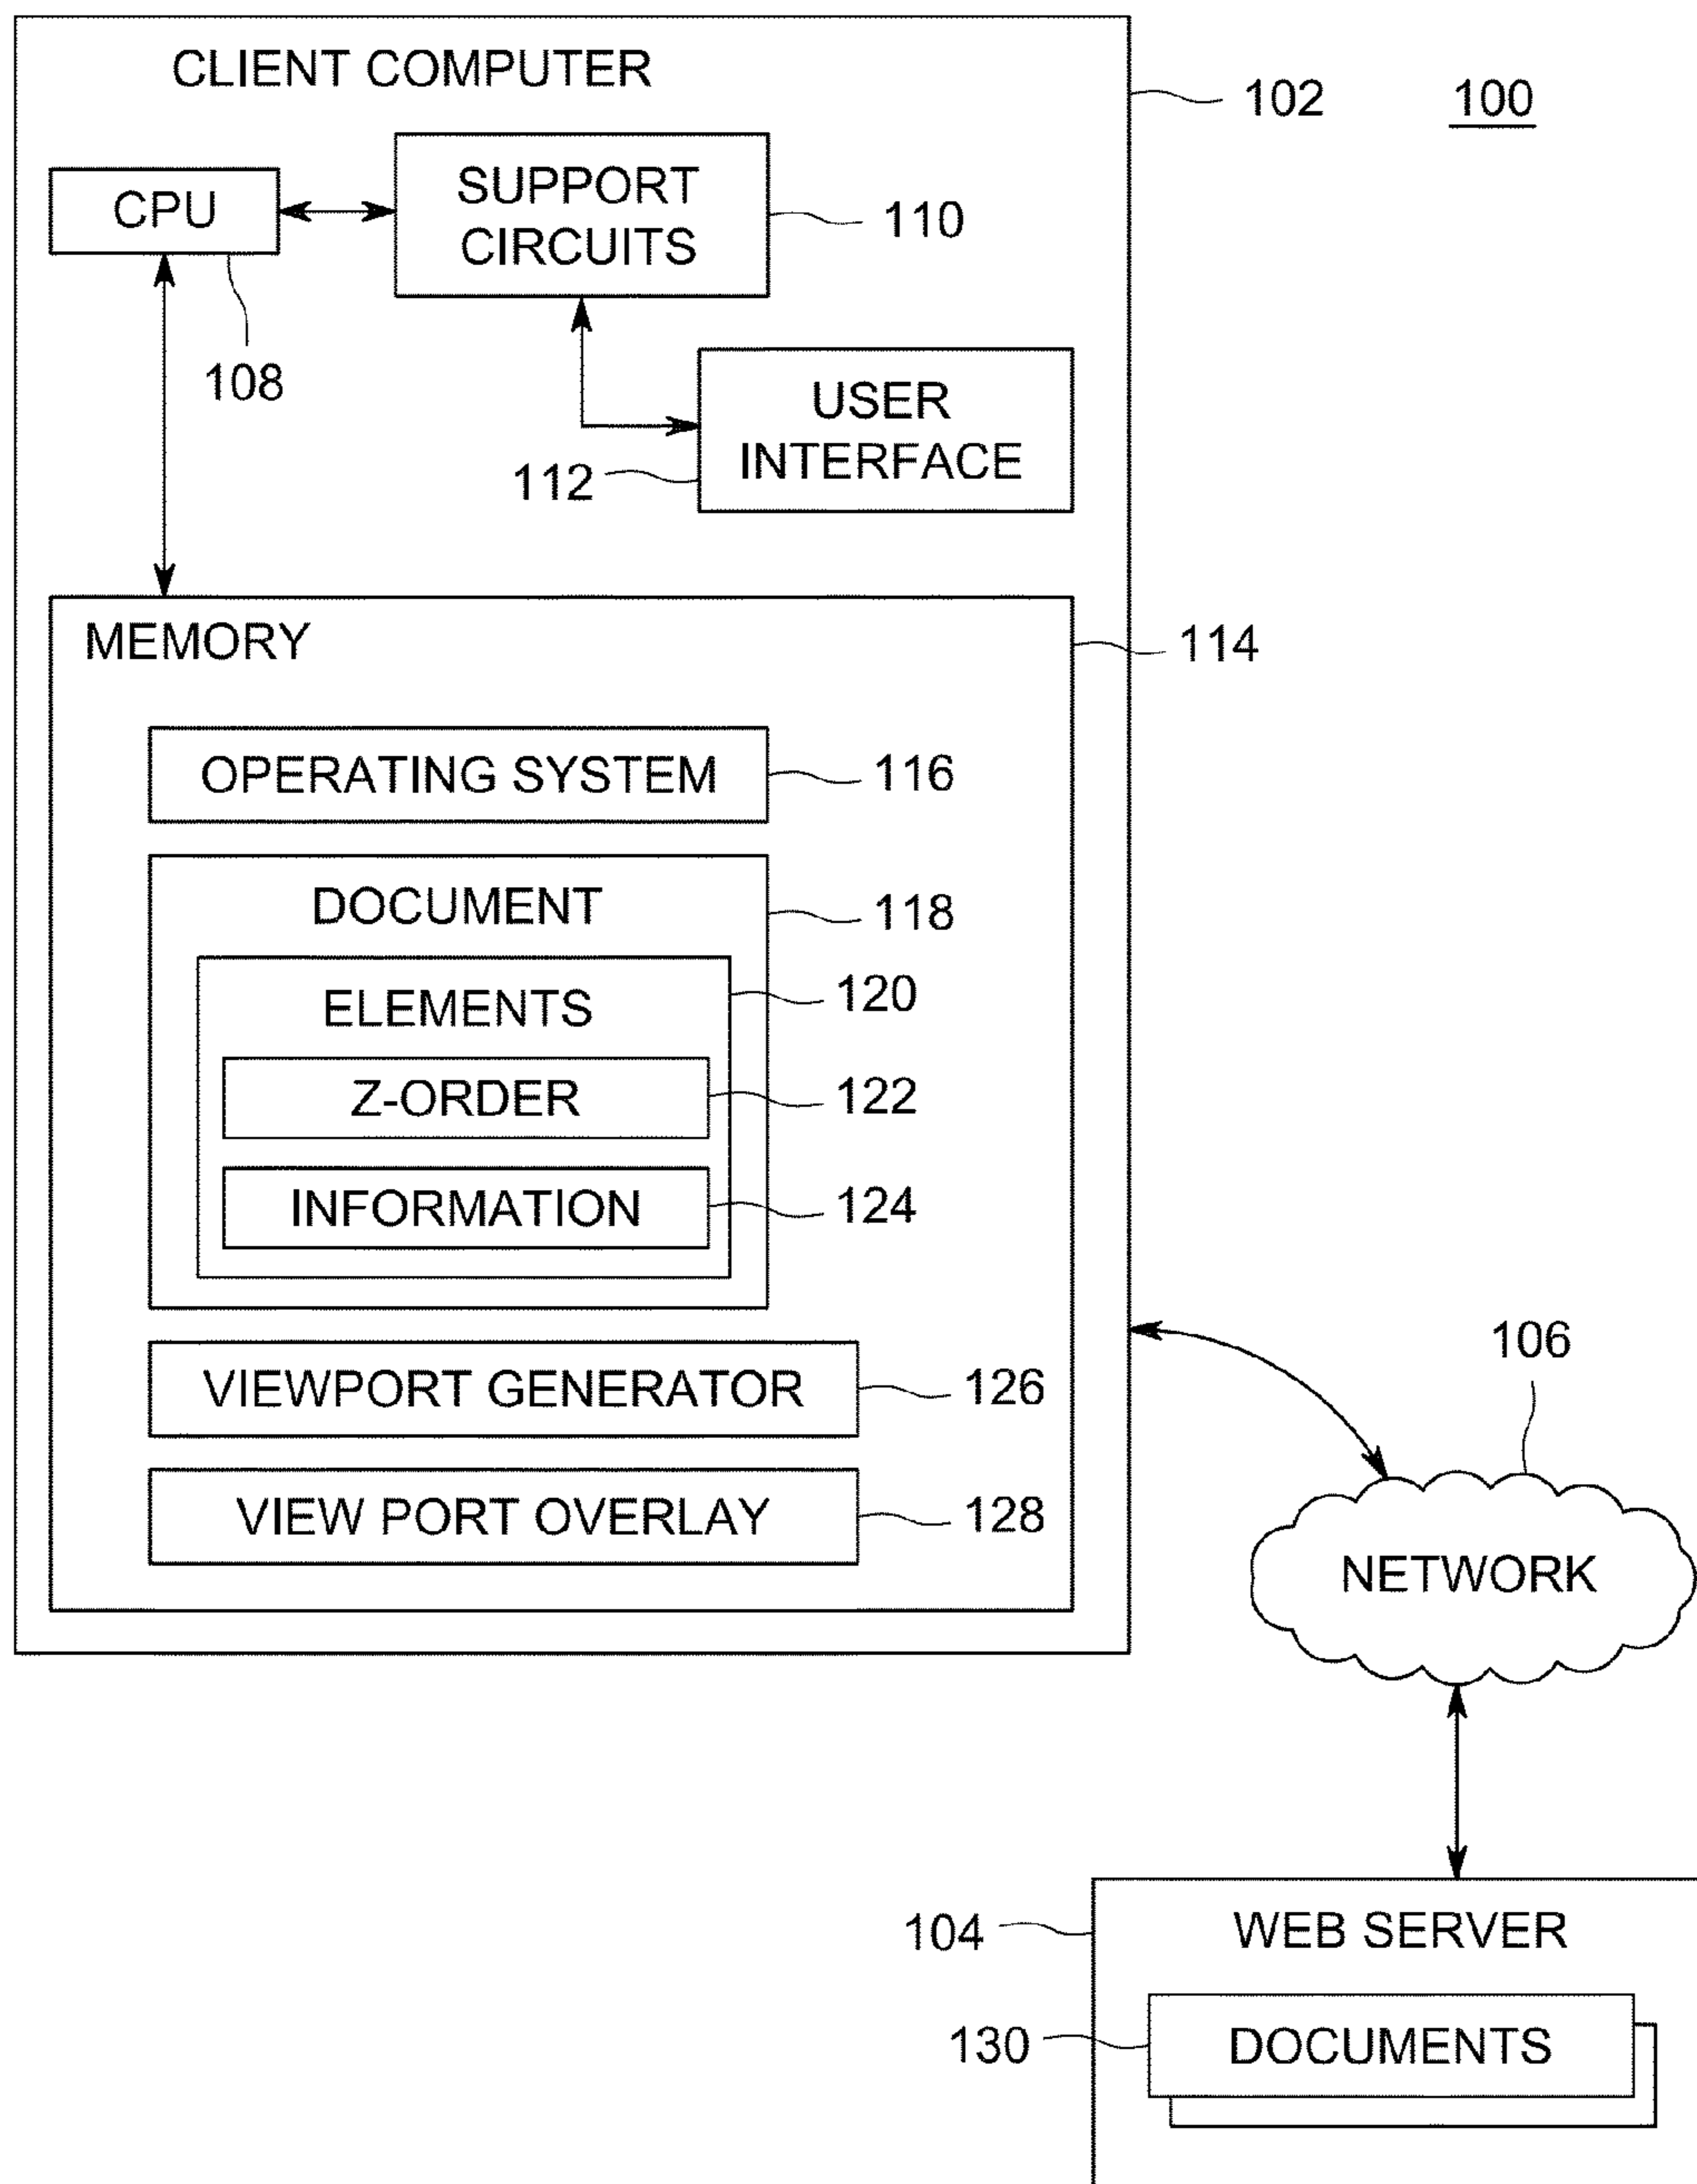 CLIENT COMPUTER
102
100
CPU
SUPPORT
CIRCUITS
110
108
USER
INTERFACE
112
MEMORY
114
OPERATING SYSTEM
116
DOCUMENT
118
ELEMENTS
120
Z-ORDER
122
INFORMATION
124
VIEWPORT GENERATOR
126
VIEW PORT OVERLAY
128
106
NETWORK
104
WEB SERVER
130
DOCUMENTS